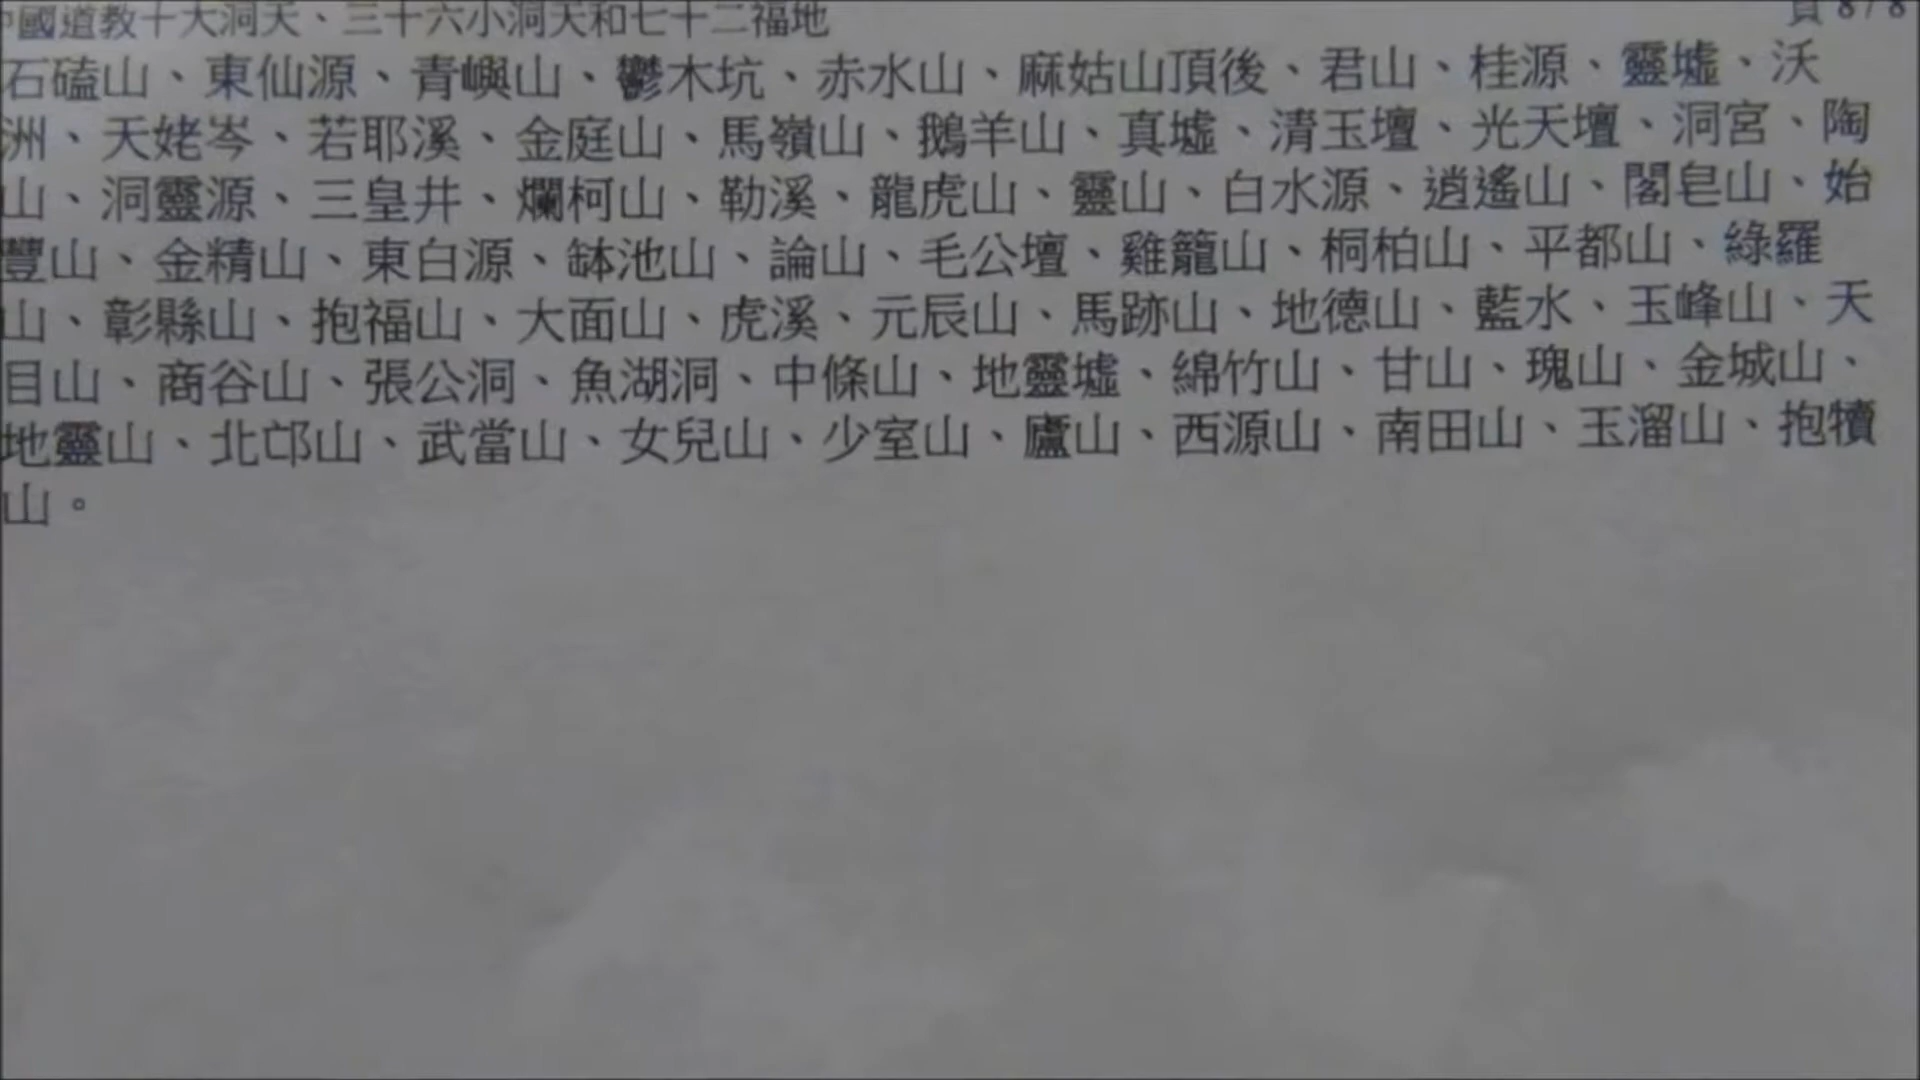 中國道教十大洞天、三十六小洞天和七十二福地 頁 8 / 8
石磕山、東仙源、青嶼山、鬱木坑、赤水山、麻姑山頂後、君山、桂源、靈墟、沃
洲、天姥岑、若耶溪、金庭山、馬嶺山、鵝羊山、真墟、清玉壇、光天壇、洞宮、陶
山、洞靈源、三皇井、爛柯山、勒溪、龍虎山、靈山、白水源、逍遙山、閣皂山、始
豐山、金精山、東白源、缽池山、論山、毛公壇、雞籠山、桐柏山、平都山、綠羅
山、彰縣山、抱福山、大面山、虎溪、元辰山、馬跡山、地德山、藍水、玉峰山、天
目山、商谷山、張公洞、魚湖洞、中條山、地靈墟、綿竹山、甘山、瑰山、金城山、
地靈山、北邙山、武當山、女兒山、少室山、廬山、西源山、南田山、玉溜山、抱犢
山。